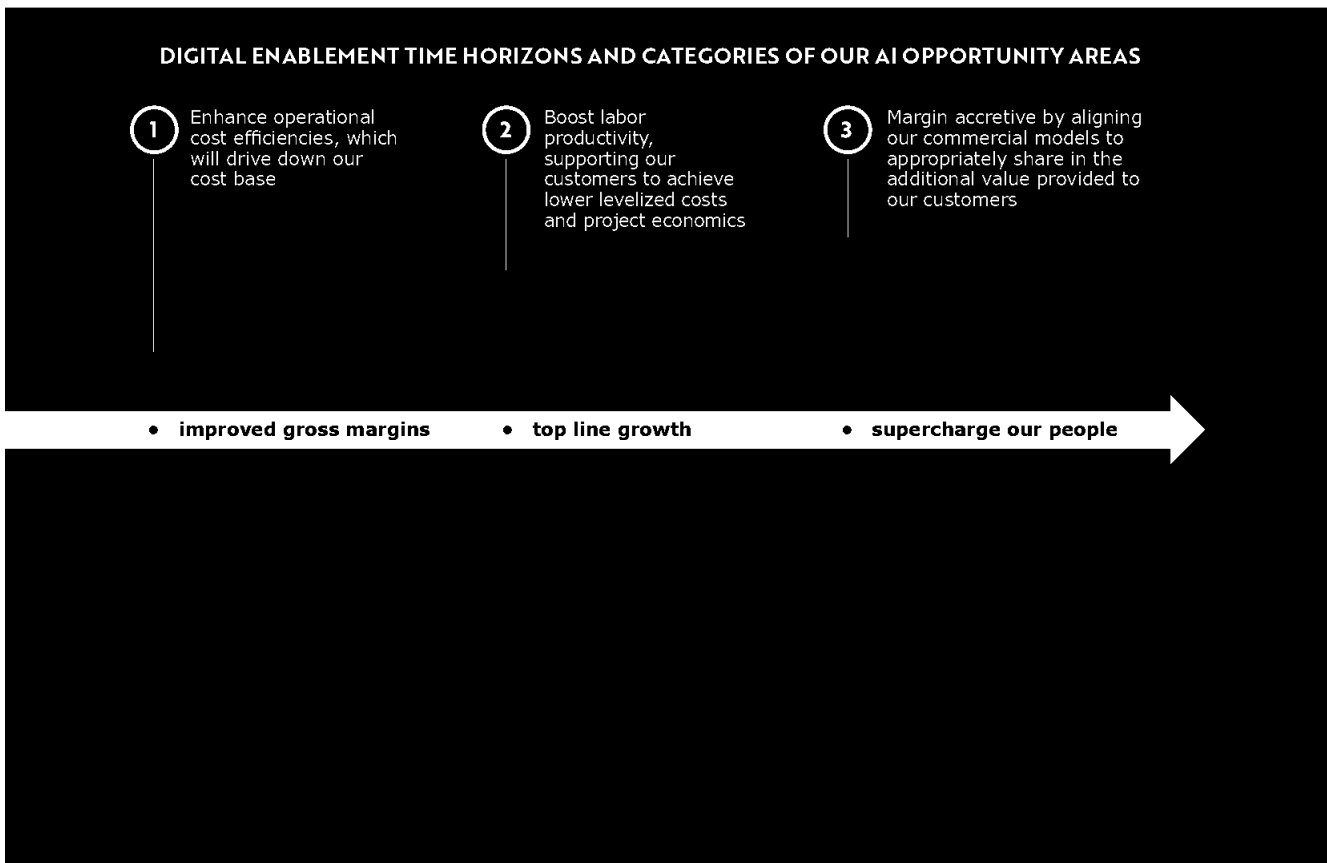 DIGITAL ENABLEMENT TIME HORIZONS AND CATEGORIES OF OUR AI OPPORTUNITY AREAS
1
Enhance operational
cost efficiencies, which
will drive down our
cost base
2
Boost labor
productivity,
supporting our
customers to achieve
lower levelized costs
and project economics
3
Margin accretive by aligning
our commercial models to
appropriately share in the
additional value provided to
our customers
• improved gross margins
• top line growth
• supercharge our people